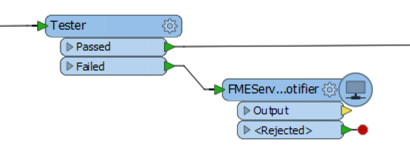 Tester
Passed
Failed
FMEServ...otifier
Output
<Rejected>